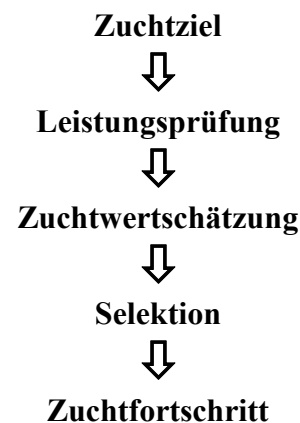 Zuchtziel
Leistungsprüfung
Zuchtwertschätzung
Selektion
Zuchtfortschritt